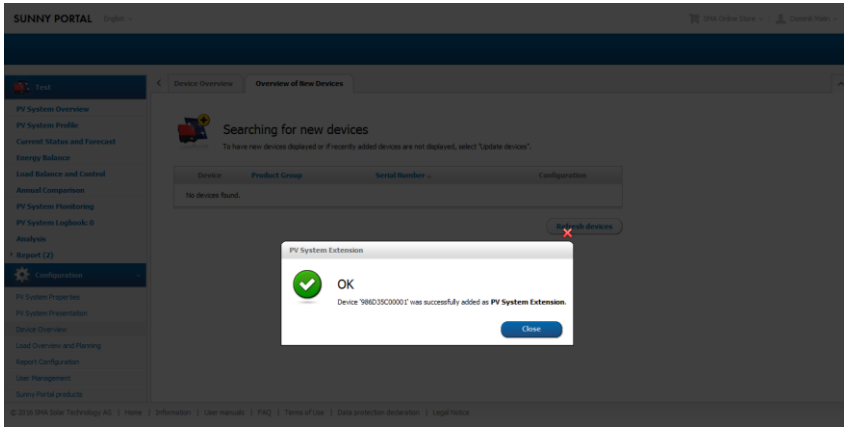 SUNNY PORTAL English
SMA Online Store
Test
Device Overview
Overview of New Devices
PV System Overview
PV System Profile
Current Status and Forecast
Energy Balance
Load Balance and Control
Annual Comparison
PV System Monitoring
PV System Logbook: 0
Analysis
Report (2)
Configuration
PV System Properties
PV System Presentation
Device Overview
Load Overview and Planning
Report Configuration
User Management
Sunny Portal products
Searching for new devices
To have new devices displayed or if recently added devices are not displayed, select "Update devices".
Device Product Group Serial Number Configuration
No devices found.
Refresh devices
PV System Extension
OK
Device '986D35C00001' was successfully added as PV System Extension.
Close
© 2016 SMA Solar Technology AG | Home | Information | User manuals | FAQ | Terms of Use | Data protection declaration | Legal Notice